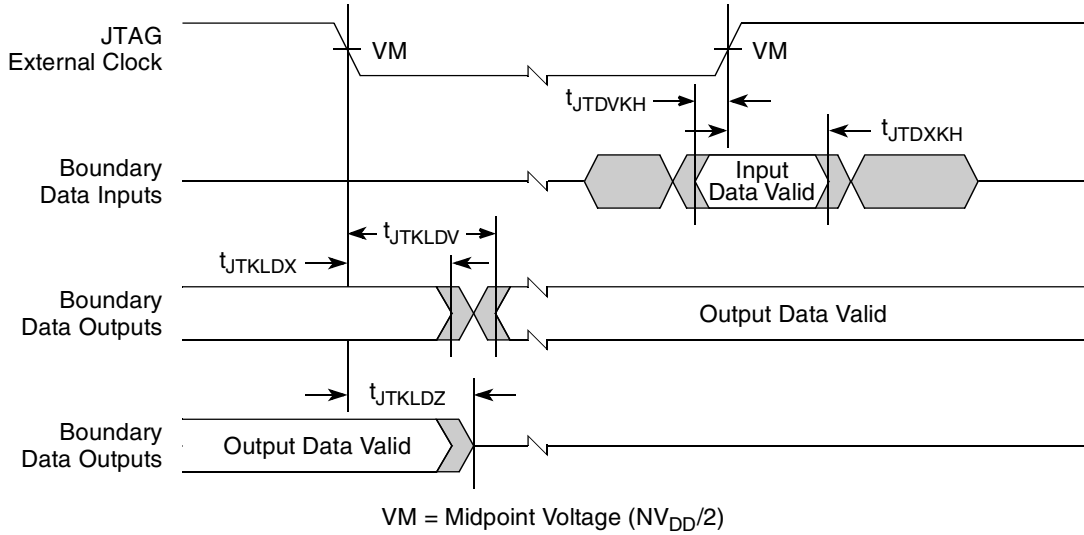 JTAG
External Clock
VM
VM
tJTDVKH
tJTDXKH
Boundary
Data Inputs
Input
Data Valid
tJTKLDV
tJTKLDX
Boundary
Data Outputs
Output Data Valid
tJTKLDZ
Boundary
Data Outputs
Output Data Valid
VM = Midpoint Voltage (NVDD/2)